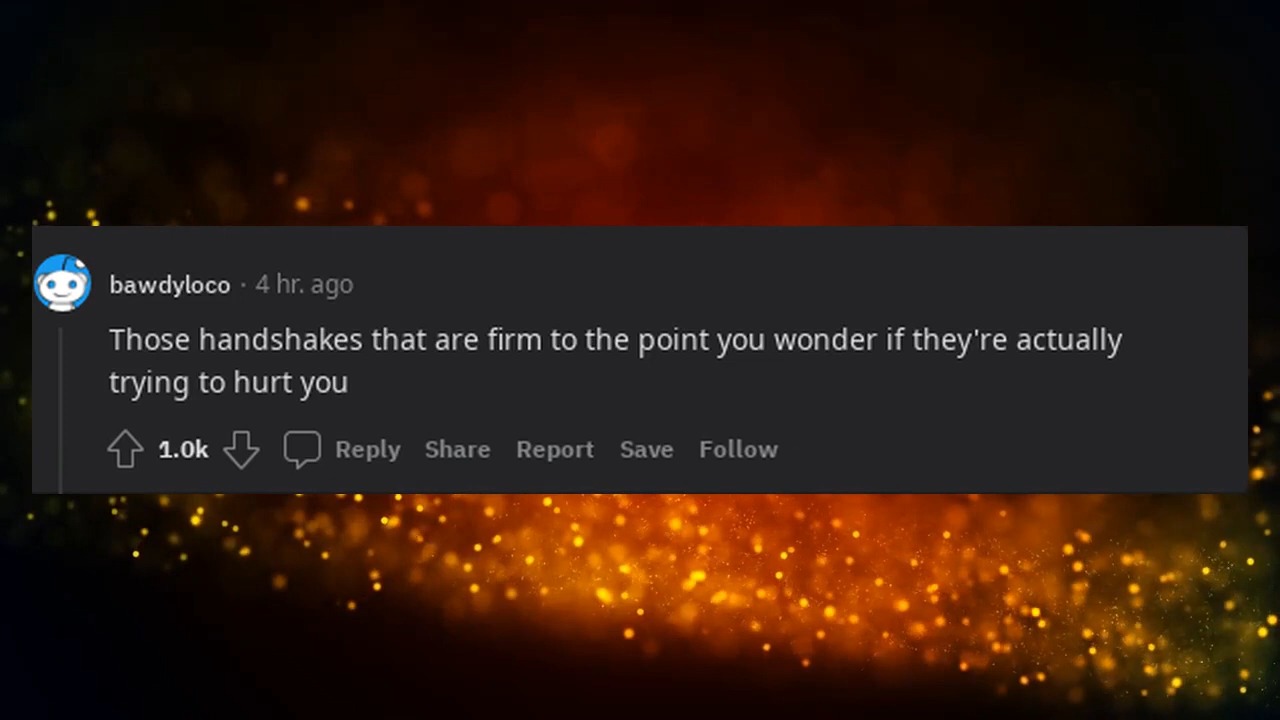 bawdyloco · 4 hr. ago
Those handshakes that are firm to the point you wonder if they're actually
trying to hurt you
1.0k Reply Share Report Save Follow